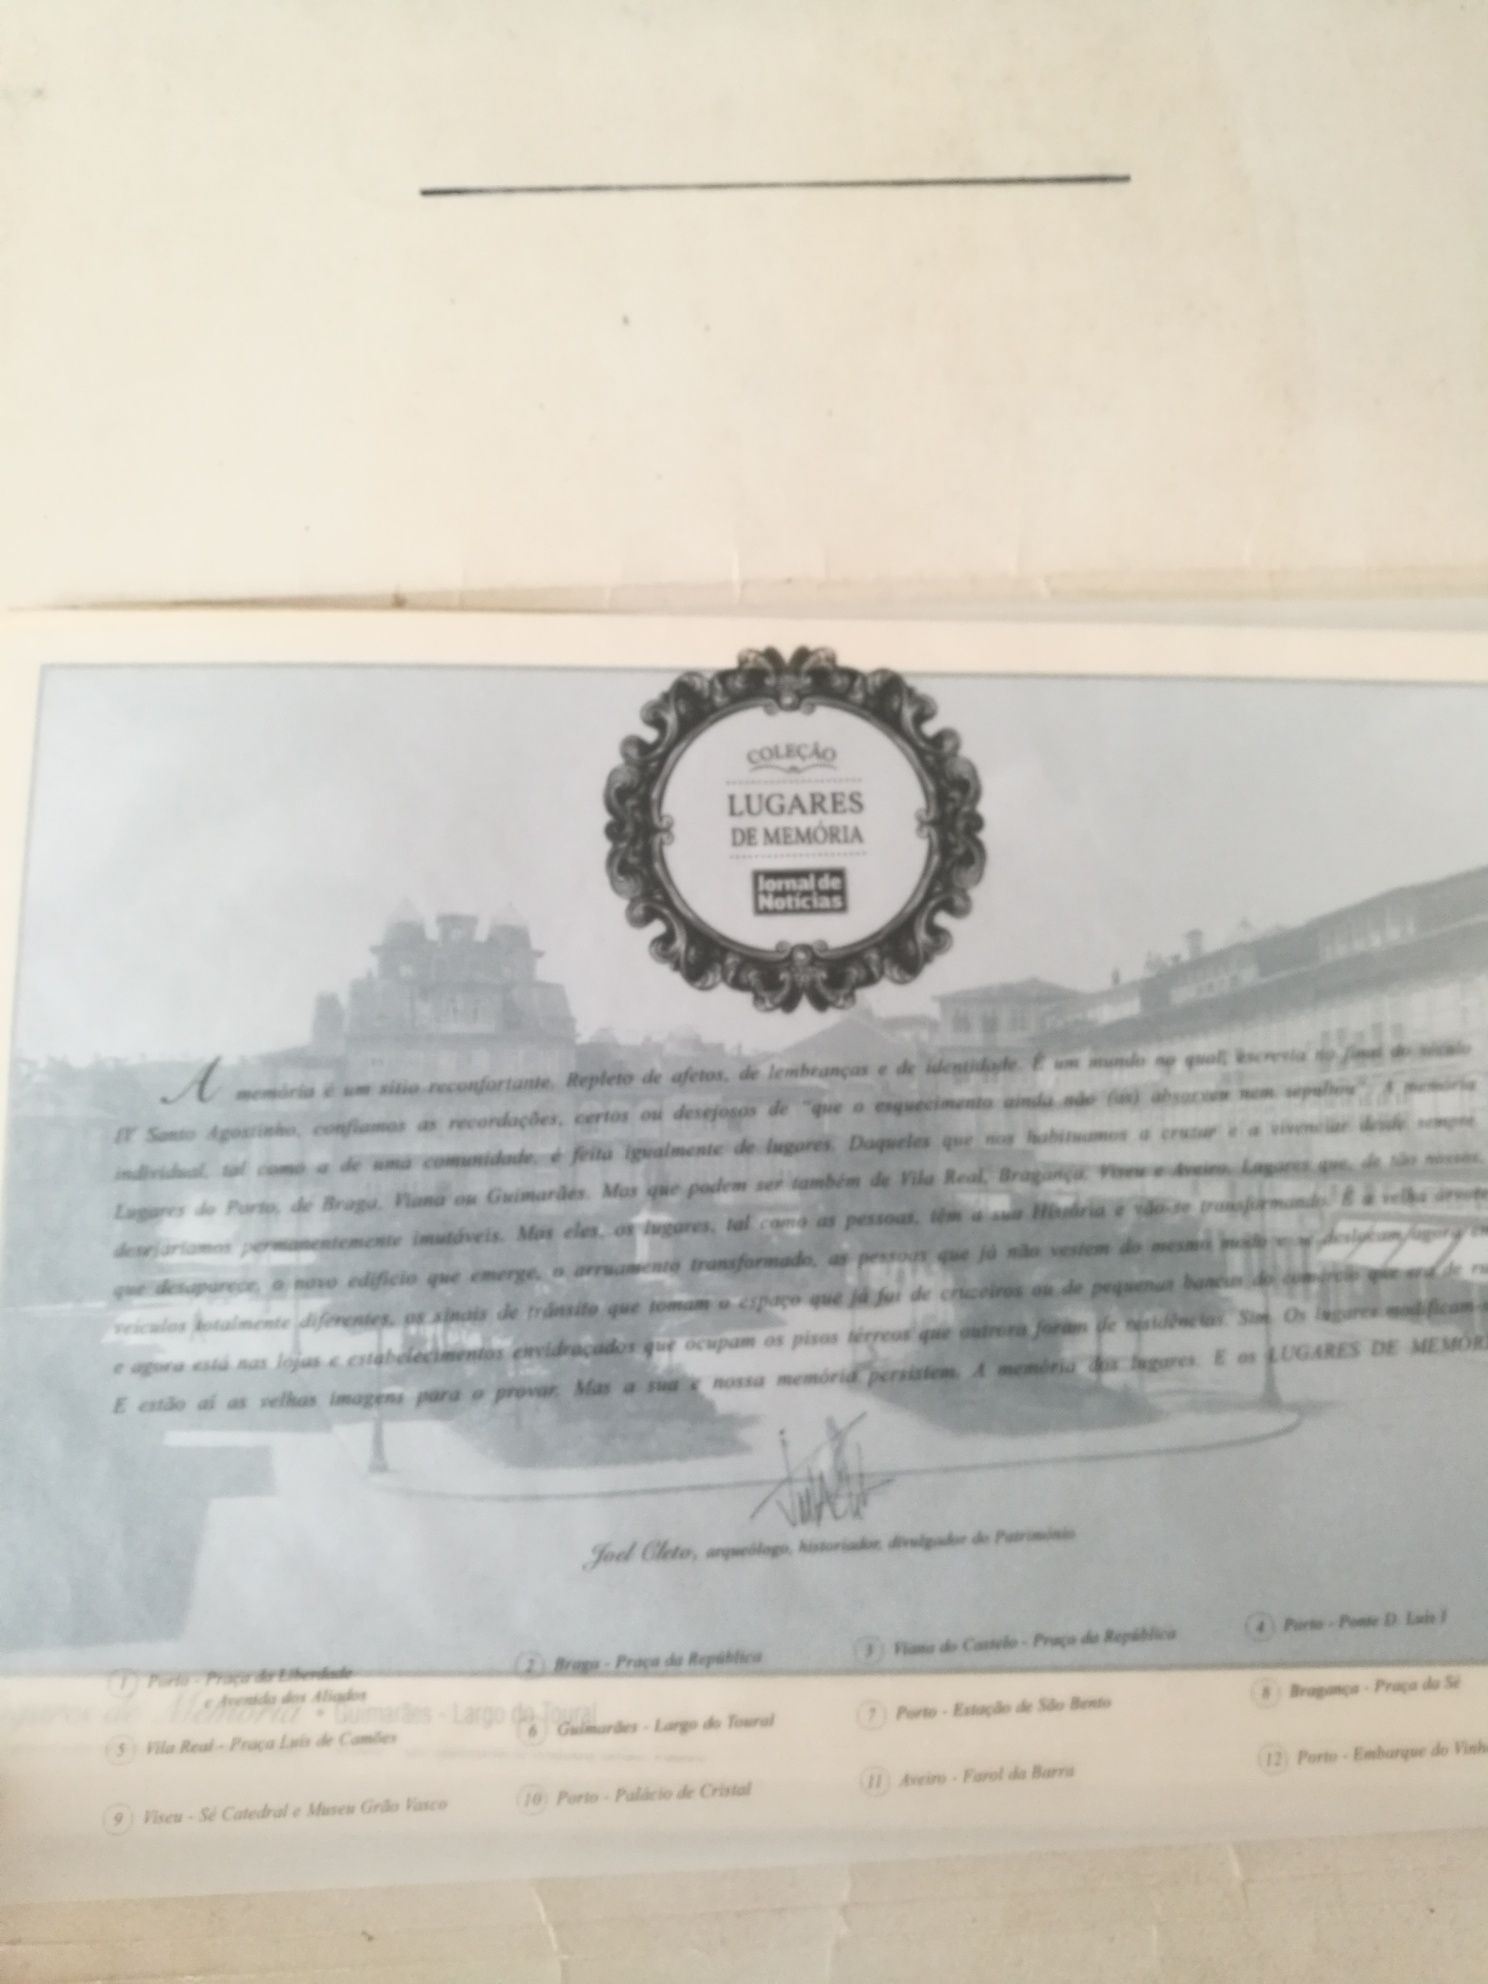 COLEÇÃO
LUGARES
DE MEMÓRIA
Jornal de
Notícias
A memória é um sítio reconfortante. Repleto de afetos, de lembranças e de identidade. É um mundo no qual, escrevia no final do século
IV Santo Agostinho, confiamos as recordações, certos ou desejosos de "que o esquecimento ainda não (as) absorveu nem sepultou". A memória
individual, tal como a de uma comunidade, é feita igualmente de lugares. Daqueles que nos habituamos a cruzar e a vivenciar desde sempre.
Lugares do Porto, de Braga, Viana ou Guimarães. Mas que podem ser também de Vila Real, Bragança, Viseu e Aveiro. Lugares que, de tão nossos,
desejaríamos permanentemente imutáveis. Mas eles, os lugares, tal como as pessoas, têm a sua História e vão-se transformando. É a velha árvore
que desaparece, o novo edifício que emerge, o arruamento transformado, as pessoas que já não vestem do mesmo modo e se deslocam agora em
veículos totalmente diferentes, os sinais de trânsito que tomam o espaço que já foi de cruzeiros ou de pequenas bancas do comércio que era de
e agora está nas lojas e estabelecimentos envidraçados que ocupam os pisos térreos que outrora foram de residências. Sim. Os lugares
E estão aí as velhas imagens para o provar. Mas a sua e nossa memória persistem. A memória dos lugares. E os LUGARES DE
Joel Cleto, arqueólogo, historiador, divulgador do Património
1 Porto - Praça da Liberdade
e Avenida dos Aliados
2 Braga - Praça da República
3 Viana do Castelo - Praça da República
4 Porto - Ponte D. Luís I
5 Vila Real - Praça Luís de Camões
6 Guimarães - Largo do Toural
7 Porto - Estação de São Bento
8 Bragança - Praça da Sé
9 Viseu - Sé Catedral e Museu Grão Vasco
10 Porto - Palácio de Cristal
11 Aveiro - Farol da Barra
12 Porto - Embarque do
de Memória • Guimarães - Largo do Toural